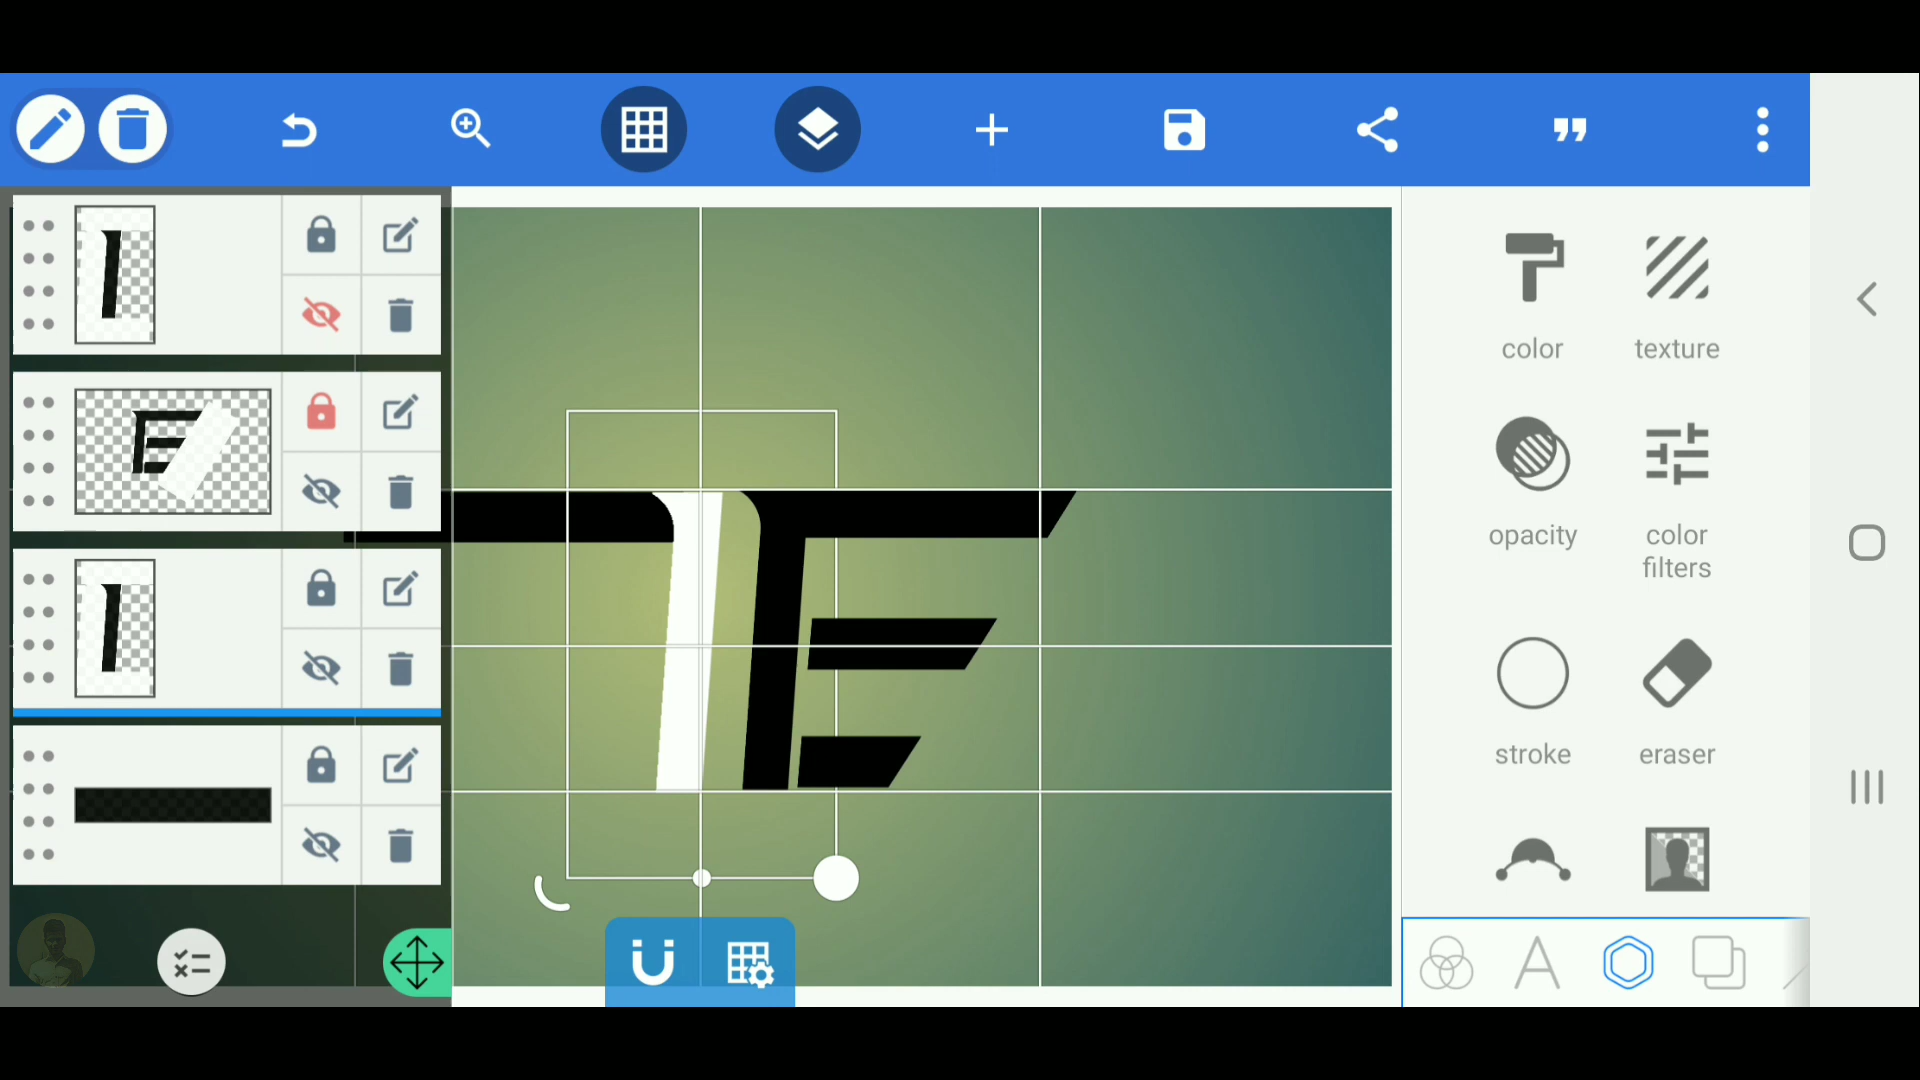 color texture
opacity color
filters
stroke eraser
E